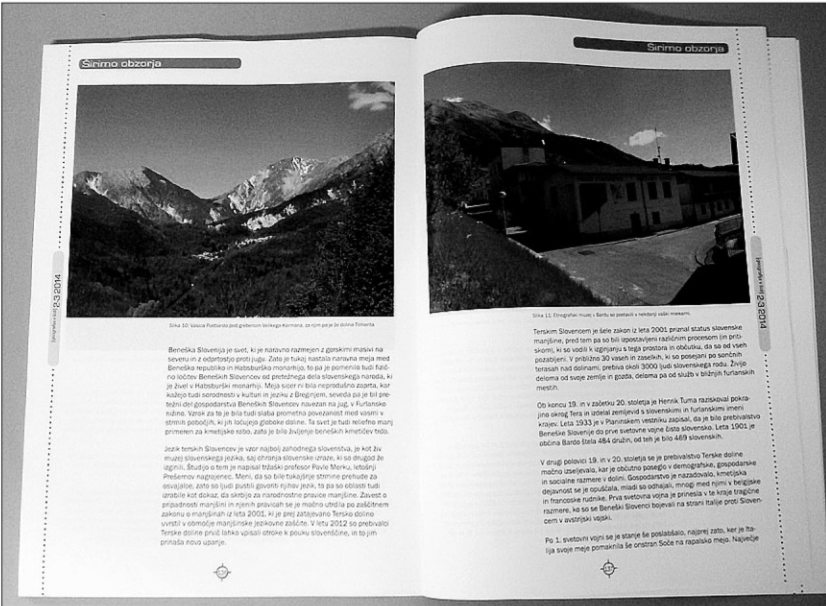 Širimo obzorja
Slika 10: Vasica Podbardo pod grebenom
za njim pa je še dolina
geografija v šoli | 2-3.2014
Beneška Slovenija je svet, ki je naravno razmejen z gorskimi masivi na
severu in z odprtostjo proti jugu. Zato je tukaj nastala naravna meja med
Beneško republiko in Habsburško monarhijo, to pa je pomenilo tudi fizič-
no ločitev Beneških Slovencev od pretežnega dela slovenskega naroda, ki
je živel v Habsburški monarhiji. Meja sicer ni bila neprodušno zaprta, kar
kažejo tudi sorodnosti v kulturi in jeziku z Breginjem, seveda pa je bil pre-
težni del gospodarstva Beneških Slovencev navezan na jug, v Furlansko
nižino. Vzrok za to je bila tudi slaba prometna povezanost med vasmi v
strmih pobočjih, ki jih ločujejo globoke doline. Ta svet je tudi reliefno manj
primeren za kmetijsko rabo, zato je bilo življenje beneških kmetičev trdo.
Jezik terskih Slovencev je vzor najbolj zahodnega slovenstva, je kot živ
muzej slovenskega jezika, saj ohranja slovenske izraze, ki so drugod že
izginili. Študijo o tem je napisal tržaški profesor Pavle Merku, letošnji
Prešernov nagrajenec. Meni, da so bile tukajšnje strmine prehude za
osvajalce, zato so ljudi pustili govoriti njihov jezik, ta pa so oblasti tudi
izrabile kot dokaz, da skrbijo za narodnostne pravice manjšine. Zavest o
pripadnosti manjšini in njenih pravicah se je močno utrdila po zaščitnem
zakonu o manjšinah iz leta 2001, ki je prej zatajevano Tersko dolino
uvrstil v območje manjšinske jezikovne zaščite. V letu 2012 so prebivalci
Terske doline prvič lahko vpisali otroke k pouku slovenščine, in to jim
prinaša novo upanje.
Širimo obzorja
Slika 11: Etnografski muzej v Bardu so postavili v nekdanji vaški mlekarni.
geografija v šoli | 2-3.2014
Terskim Slovencem je šele zakon iz leta 2001 priznal status slovenske
manjšine, pred tem pa so bili izpostavljeni različnim procesom (in priti-
skom), ki so vodili k izginjanju s tega prostora in občutku, da so od vseh
pozabljeni. V približno 30 vaseh in zaselkih, ki so posejani po sončnih
terasah nad dolinami, prebiva okoli 3000 ljudi slovenskega rodu. Živijo
deloma od svoje zemlje in gozda, deloma pa od služb v bližnjih furlanskih
mestih.
Ob koncu 19. in v začetku 20. stoletja je Henrik Tuma raziskoval pokra-
jino okrog Tera in izdelal zemljevid s slovenskimi in furlanskimi imeni
krajev. Leta 1933 je v Planinskem vestniku zapisal, da je bilo prebivalstvo
Beneške Slovenije do prve svetovne vojne čisto slovensko. Leta 1901 je
občina Bardo štela 484 družin, od teh je bilo 469 slovenskih.
V drugi polovici 19. in v 20. stoletja se je prebivalstvo Terske doline
močno izseljevalo, kar je občutno posegio v demografske, gospodarske
in socialne razmere v dolini. Gospodarstvo je nazadovalo, kmetijska
dejavnost se je opuščala, mladi so odhajali, mnogi med njimi v belgijske
in francoske rudnike. Prva svetovna vojna je prinesla v te kraje tragične
razmere, ko so se Beneški Slovenci bojevali na strani Italije proti Sloven-
cem v avstrijski vojski.
Po 1. svetovni vojni se je stanje še poslabšalo, najprej zato, ker je Ita-
lija svoje meje pomaknila še onstran Soče na rapalsko mejo. Največje